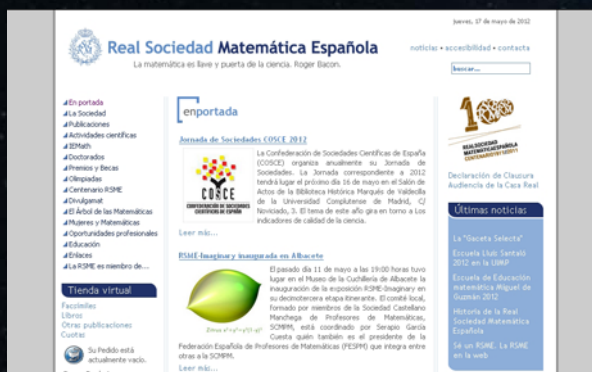 jueves, 17 de mayo de 2012
Real Sociedad Matemática Española
La matemática es llave y puerta de la ciencia. Roger Bacon.
noticias • accesibilidad • contacta
buscar...
En portada
La Sociedad
Publicaciones
Actividades científicas
IEMath
Doctorados
Premios y Becas
Olimpiadas
Centenario RSME
Divulgamat
El Árbol de las Matemáticas
Mujeres y Matemáticas
Oportunidades profesionales
Educación
Enlaces
La RSME es miembro de...
Tienda virtual
Facsímiles
Libros
Otras publicaciones
Cuotas
Su Pedido está
actualmente vacío.
enportada
Jornada de Sociedades COSCE 2012
COSCE
CONFEDERACIÓN DE SOCIEDADES
CIENTÍFICAS DE ESPAÑA
La Confederación de Sociedades Científicas de España
(COSCE) organiza anualmente su Jornada de
Sociedades. La Jornada correspondiente a 2012
tendrá lugar el próximo día 16 de mayo en el Salón de
Actos de la Biblioteca Histórica Marqués de Valdecilla
de la Universidad Complutense de Madrid, C/
Noviciado, 3. El tema de este año gira en torno a Los
indicadores de calidad de la ciencia.
Leer más...
RSME-Imaginary inaugurada en Albacete
El pasado día 11 de mayo a las 19:00 horas tuvo
lugar en el Museo de la Cuchillería de Albacete la
inauguración de la exposición RSME-Imaginary en
su decimotercera etapa itinerante. El comité local,
formado por miembros de la Sociedad Castellano
Manchega de Profesores de Matemáticas,
SCMPM, está coordinado por Serapio García
Cuesta quién también es el presidente de la
Federación Española de Profesores de Matemáticas (FESPM) que integra entre
otras a la SCMPM.
Leer más...
REAL SOCIEDAD
MATEMÁTICA ESPAÑOLA
Declaración de Clausura
Audiencia de la Casa Real
Últimas noticias
La "Gaceta Selecta"
Escuela Lluís Santaló
2012 en la UIMP
Escuela de Educación
matemática Miguel de
Guzmán 2012
Historia de la Real
Sociedad Matemática
Española
Sé un RSME. La RSME
en la web